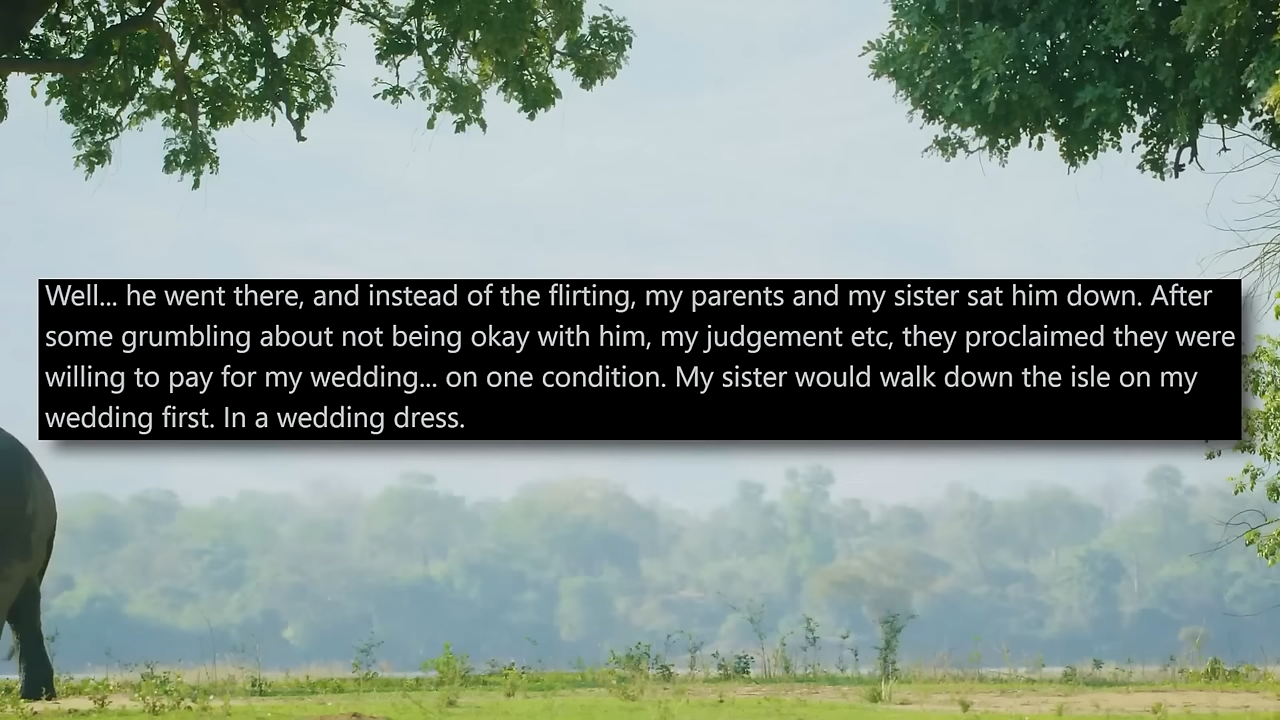 Well... he went there, and instead of the flirting, my parents and my sister sat him down. After
some grumbling about not being okay with him, my judgement etc, they proclaimed they were
willing to pay for my wedding... on one condition. My sister would walk down the isle on my
wedding first. In a wedding dress.